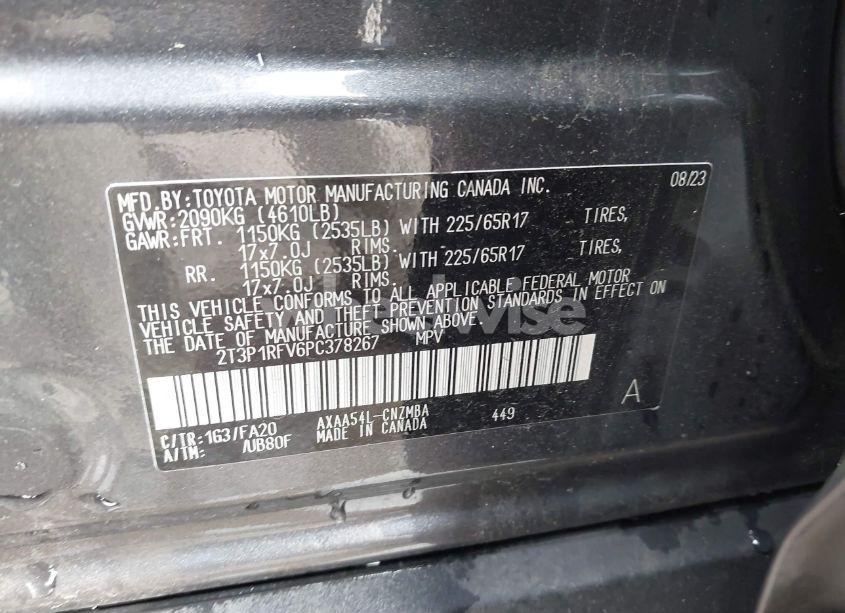 MFD.BY:TOYOTA MOTOR MANUFACTURING CANADA INC. 08/23
GVWR:2090KG (4610LB)
GAWR:FRT. 1150KG (2535LB) WITH 225/65R17 TIRES,
17x7.0J RIMS.
RR. 1150KG (2535LB) WITH 225/65R17 TIRES,
17x7.0J RIMS.
THIS VEHICLE CONFORMS TO ALL APPLICABLE FEDERAL MOTOR
VEHICLE SAFETY AND THEFT PREVENTION STANDARDS IN EFFECT ON
THE DATE OF MANUFACTURE SHOWN ABOVE.
2T3P1RFV6PC378267 MPV
A
C/TR:1G3/FA20 AXAA54L-CNZMBA 449
A/TM: /UB80F MADE IN CANADA